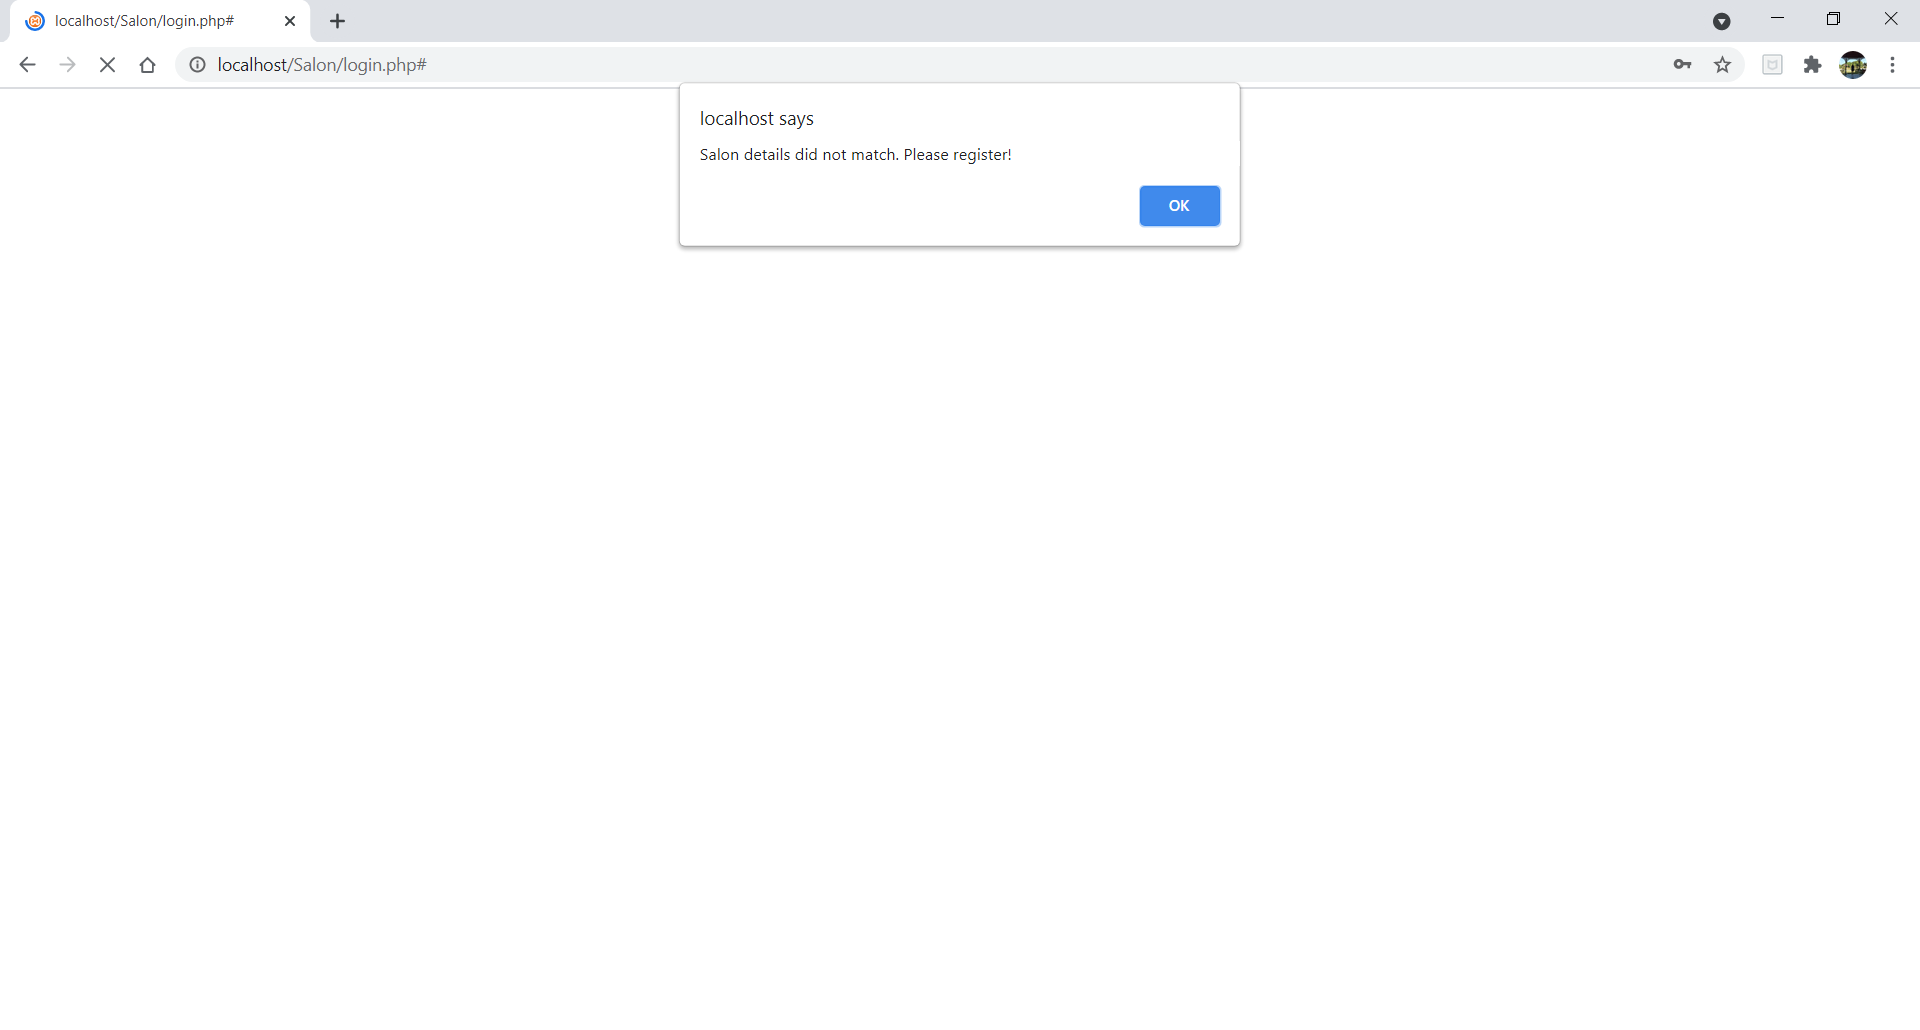 localhost/Salon/login.php#
localhost/Salon/login.php#
localhost says
Salon details did not match. Please register!
OK